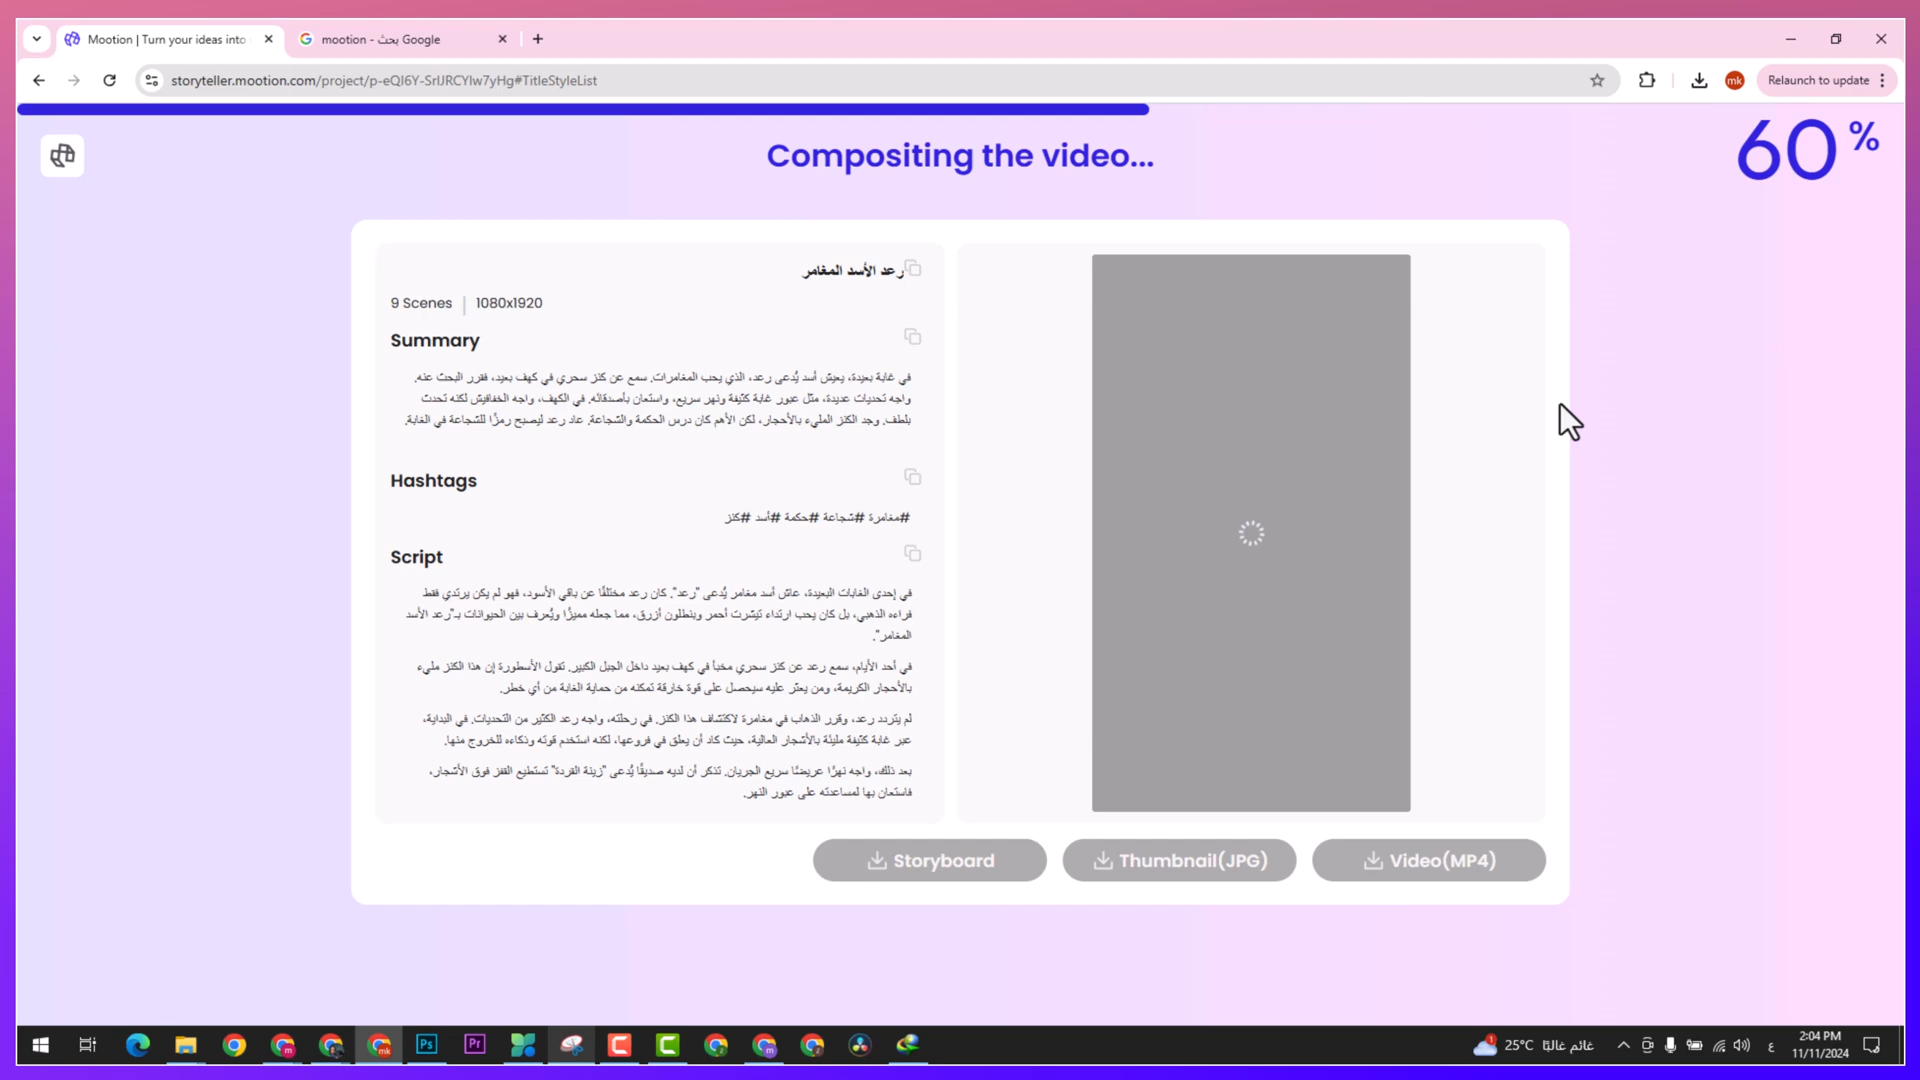 Mootion | Turn your ideas into
mootion - بحث Google
storyteller.mootion.com/project/p-eQI6Y-SrlJRCYlw7yHg#TitleStyleList
mk
Relaunch to update
Compositing the video...
60%
رعد الأسد المغامر
9 Scenes | 1080x1920
Summary
في غابة بعيدة، يعيش أسد يُدعى رعد، الذي يحب المغامرات. سمع عن كنز سحري في كهف بعيد، فقرر البحث عنه.
واجه تحديات عديدة، مثل عبور غابة كثيفة ونهر سريع، واستعان بأصدقائه. في الكهف، واجه الخفافيش لكنه تحدث
بلطف. وجد الكنز المليء بالأحجار، لكن الأهم كان درس الحكمة والشجاعة. عاد رعد ليصبح رمزًا للشجاعة في الغابة.
Hashtags
#مغامرة #شجاعة #حكمة #أسد #كنز
Script
في إحدى الغابات البعيدة، عاش أسد مغامر يُدعى "رعد". كان رعد مختلفًا عن باقي الأسود، فهو لم يكن يرتدي فقط
فراءه الذهبي، بل كان يحب ارتداء تيشرت أحمر وبنطلون أزرق، مما جعله مميزًا ويُعرف بين الحيوانات بـ"رعد الأسد
المغامر".
في أحد الأيام، سمع رعد عن كنز سحري مخبأ في كهف بعيد داخل الجبل الكبير. تقول الأسطورة إن هذا الكنز مليء
بالأحجار الكريمة، ومن يعثر عليه سيحصل على قوة خارقة تمكنه من حماية الغابة من أي خطر.
لم يتردد رعد، وقرر الذهاب في مغامرة لاكتشاف هذا الكنز. في رحلته، واجه رعد الكثير من التحديات. في البداية،
عبر غابة كثيفة مليئة بالأشجار العالية، حيث كاد أن يعلق في فروعها، لكنه استخدم قوته وذكاءه للخروج منها.
بعد ذلك، واجه نهرًا عريضًا سريع الجريان. تذكر أن لديه صديقًا يُدعى "زينة القردة" تستطيع القفز فوق الأشجار،
فاستعان بها لمساعدته على عبور النهر.
Storyboard
Thumbnail(JPG)
Video(MP4)
Ps
Pr
25°C غائم غالبًا
ع
2:04 PM
11/11/2024